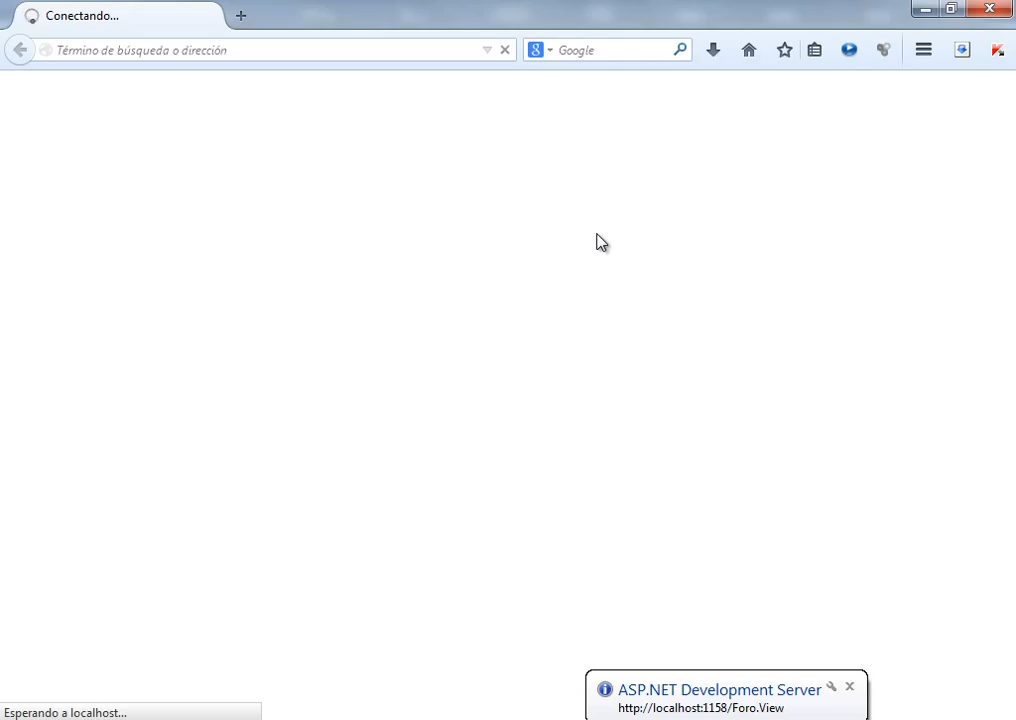 Conectando...
Término de búsqueda o dirección
Google
ASP.NET Development Server
http://localhost:1158/Foro.View
Esperando a localhost...